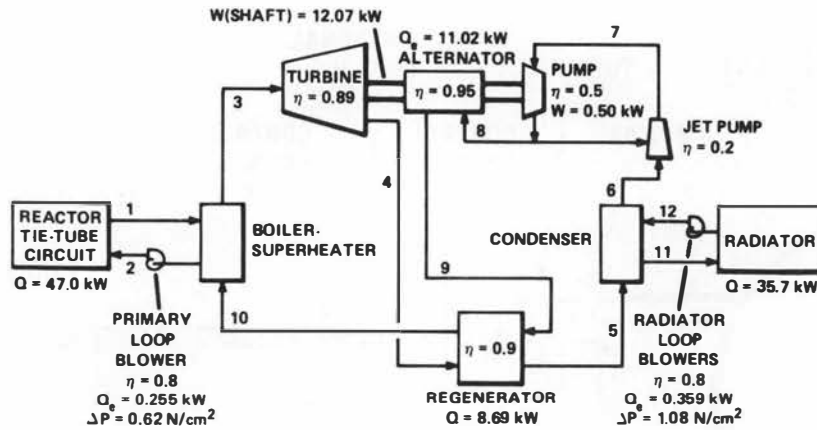 W(SHAFT) = 12.07 kW
Qe = 11.02 kW
ALTERNATOR
7
TURBINE
η = 0.89
η = 0.95
PUMP
η = 0.5
W = 0.50 kW
3
8
JET PUMP
η = 0.2
4
6
REACTOR
TIE-TUBE
CIRCUIT
Q = 47.0 kW
1
2
BOILER-
SUPERHEATER
CONDENSER
12
11
RADIATOR
Q = 35.7 kW
9
10
5
PRIMARY
LOOP
BLOWER
η = 0.8
Qe = 0.255 kW
ΔP = 0.62 N/cm²
η = 0.9
REGENERATOR
Q = 8.69 kW
RADIATOR
LOOP
BLOWERS
η = 0.8
Qe = 0.359 kW
ΔP = 1.08 N/cm²